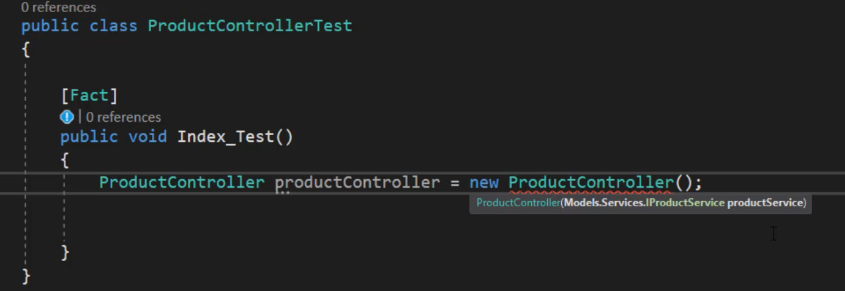 0 references
public class ProductControllerTest
{
[Fact]
! | 0 references
public void Index_Test()
{
ProductController productController = new ProductController();
ProductController(Models.Services.IProductService productService)
}
}